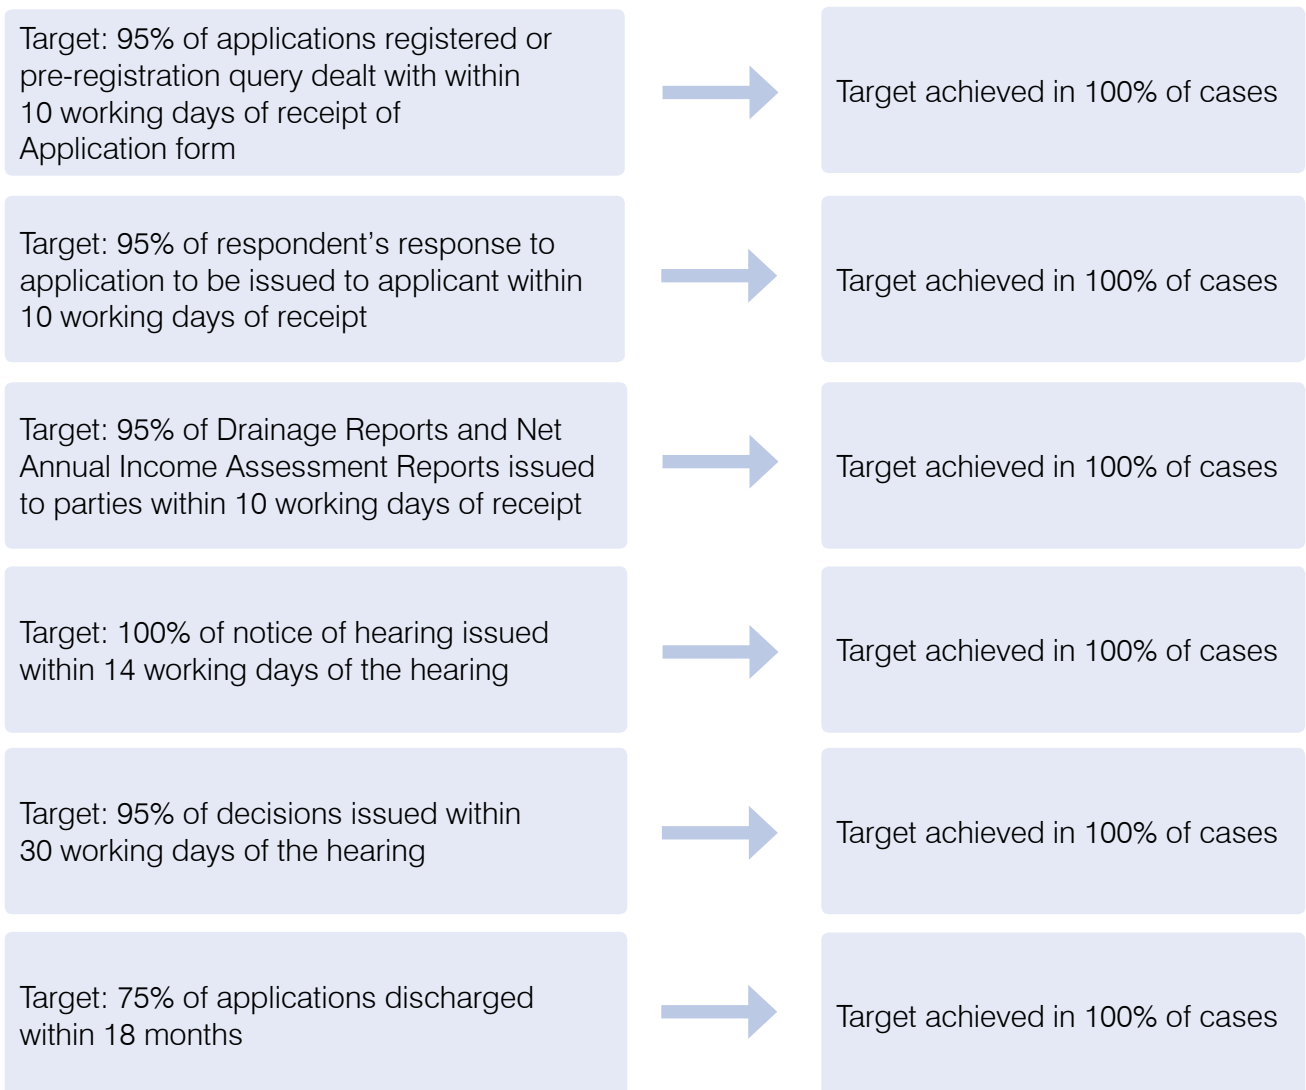 Target: 95% of applications registered or
pre-registration query dealt with within
10 working days of receipt of
Application form
Target achieved in 100% of cases
Target: 95% of respondent’s response to
application to be issued to applicant within
10 working days of receipt
Target achieved in 100% of cases
Target: 95% of Drainage Reports and Net
Annual Income Assessment Reports issued
to parties within 10 working days of receipt
Target achieved in 100% of cases
Target: 100% of notice of hearing issued
within 14 working days of the hearing
Target achieved in 100% of cases
Target: 95% of decisions issued within
30 working days of the hearing
Target achieved in 100% of cases
Target: 75% of applications discharged
within 18 months
Target achieved in 100% of cases